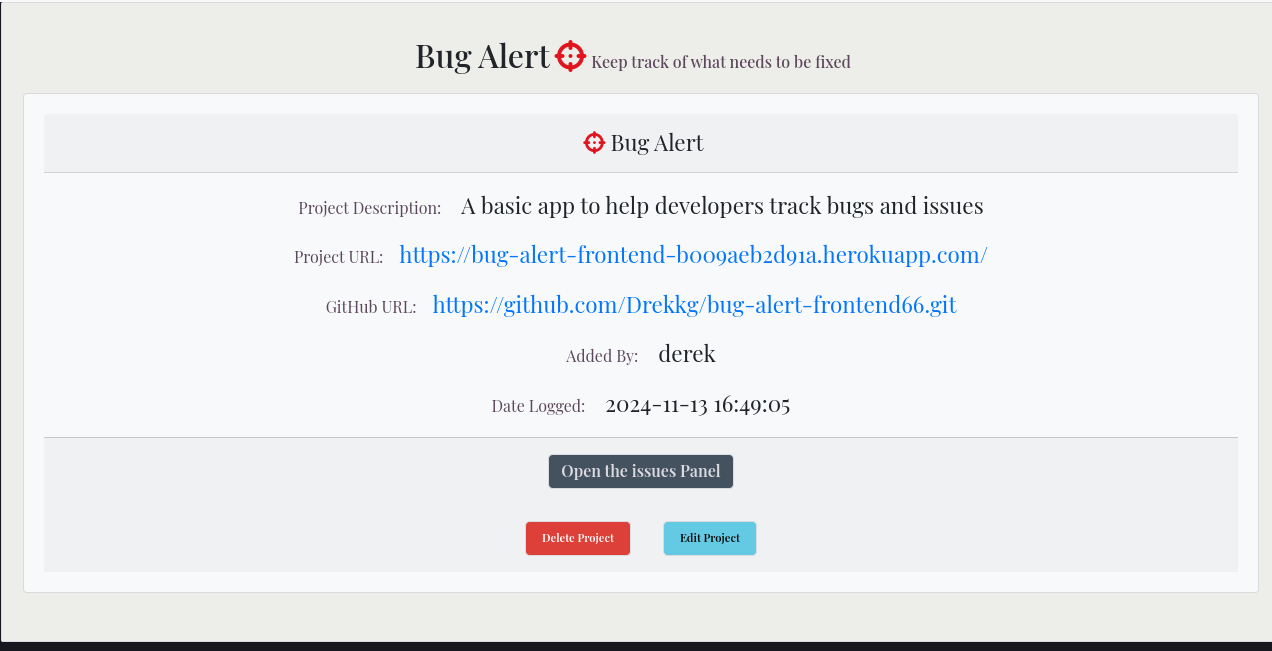 Bug Alert Keep track of what needs to be fixed
Bug Alert
Project Description: A basic app to help developers track bugs and issues
Project URL: https://bug-alert-frontend-b009aeb2d91a.herokuapp.com/
GitHub URL: https://github.com/Drekkg/bug-alert-frontend66.git
Added By: derek
Date Logged: 2024-11-13 16:49:05
Open the issues Panel
Delete Project Edit Project